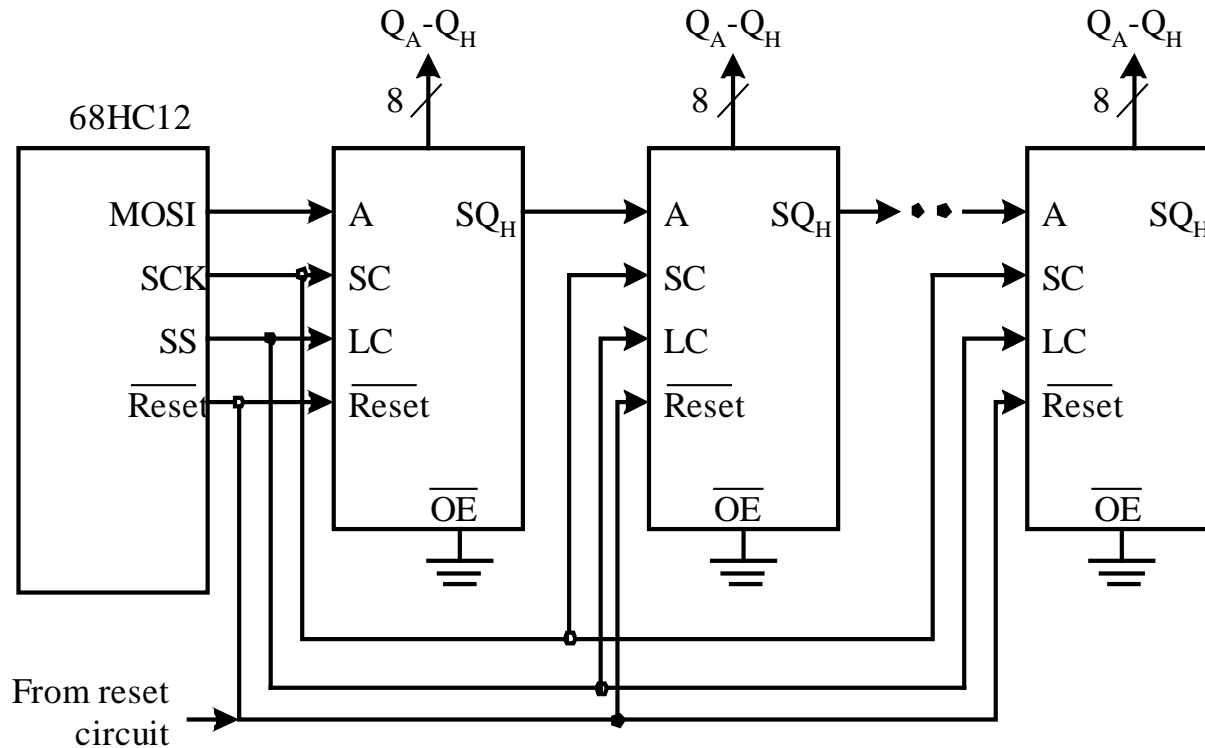 Q_A-Q_H Q_A-Q_H Q_A-Q_H
8 8 8
68HC12
MOSI A SQ_H A SQ_H A SQ_H
SCK SC SC SC
SS LC LC LC
Reset Reset Reset Reset
OE OE OE
From reset
circuit